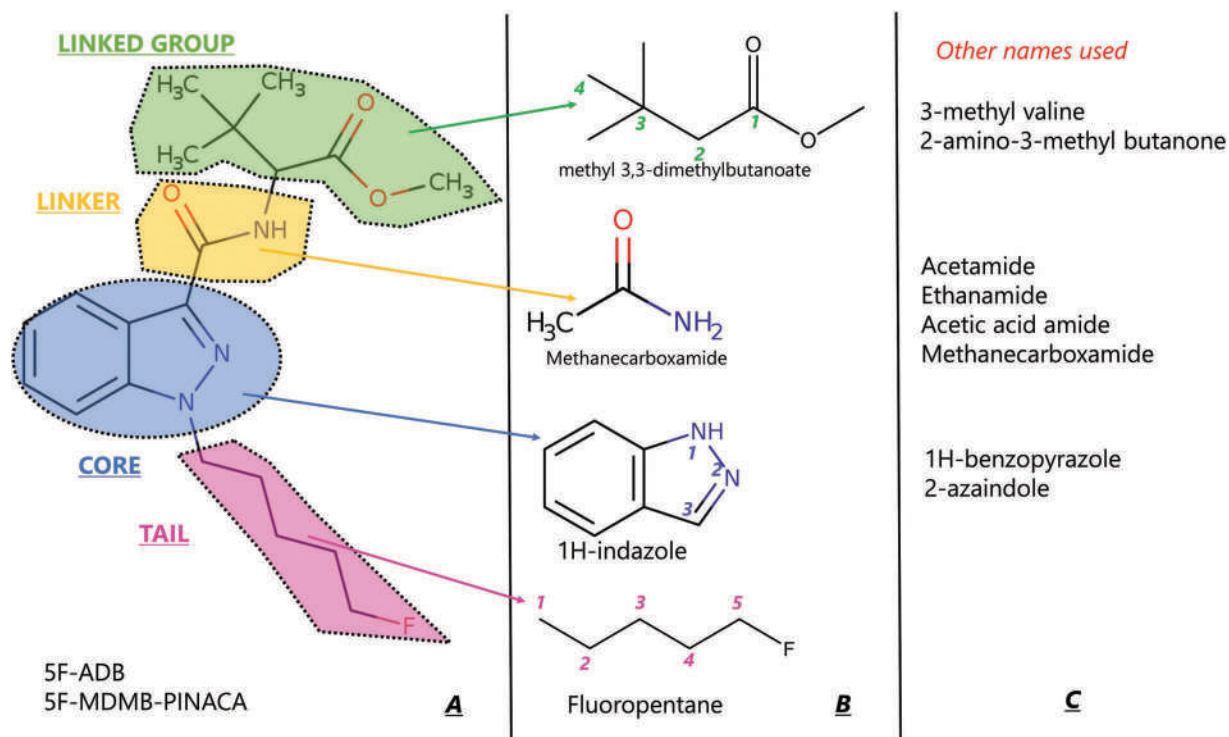 LINKED GROUP
H₃C
CH₃
H₃C
O
O
CH₃
LINKER
O
NH
N
N
CORE
TAIL
F
5F-ADB
5F-MDMB-PINACA
A
O
4
3
1
2
O
methyl 3,3-dimethylbutanoate
O
H₃C
NH₂
Methanecarboxamide
NH
1
2
N
3
1H-indazole
1
3
5
2
4
F
Fluoropentane
B
Other names used
3-methyl valine
2-amino-3-methyl butanone
Acetamide
Ethanamide
Acetic acid amide
Methanecarboxamide
1H-benzopyrazole
2-azaindole
C